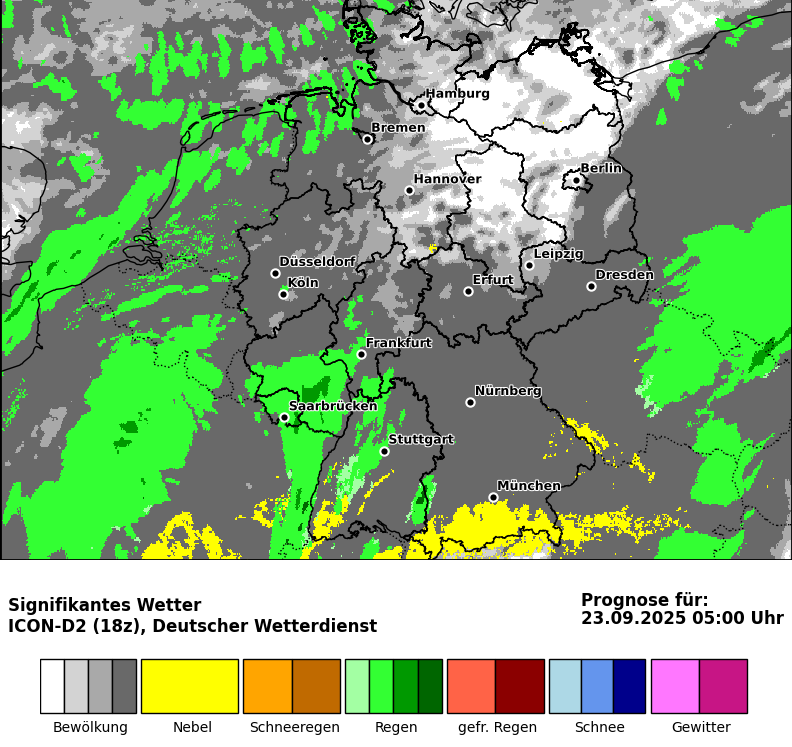 Hamburg
Bremen
Berlin
Hannover
Leipzig
Düsseldorf
Dresden
Erfurt
Köln
Frankfurt
Nürnberg
Saarbrücken
Stuttgart
München
Signifikantes Wetter
ICON-D2 (18z), Deutscher Wetterdienst
Prognose für:
23.09.2025 05:00 Uhr
Bewölkung
Nebel
Schneeregen
Regen
gefr. Regen
Schnee
Gewitter